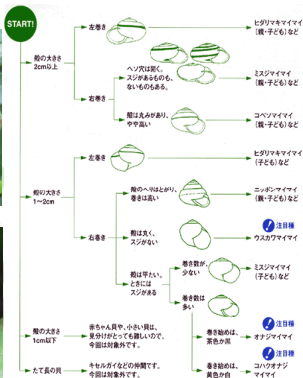 START!
殻の大きさ
2cm以上
左巻き
ヒダリマキマイマイ
(親・子ども)など
右巻き
ヘソ穴は閉く。
スジがあるものも、
ないものもある。
ミスジマイマイ
(親・子ども)など
殻は丸みがあり、
やや高い
コベソマイマイ
(親・子ども)など
殻の大きさ
1〜2cm
左巻き
ヒダリマキマイマイ
(子ども)など
右巻き
殻のヘリはとがり、
巻きは高い
ニッポンマイマイ
(親・子ども)など
殻は丸く、
スジがない
注目種
ウスカワマイマイ
殻は平たい。
ときには
スジがある
巻き数が、
少ない
ミスジマイマイ
(子ども)など
巻き数は
多い
巻き始めは、
茶色か黒
注目種
オナジマイマイ
巻き始めは、
黄色か白
注目種
コハクオナジ
マイマイ
殻の大きさ
1cm以下
赤ちゃん貝や、小さい貝は、
見分けがとっても難しいので、
今回は対象外です。
たて長の貝
キセルガイなどの仲間です。
今回は対象外です。